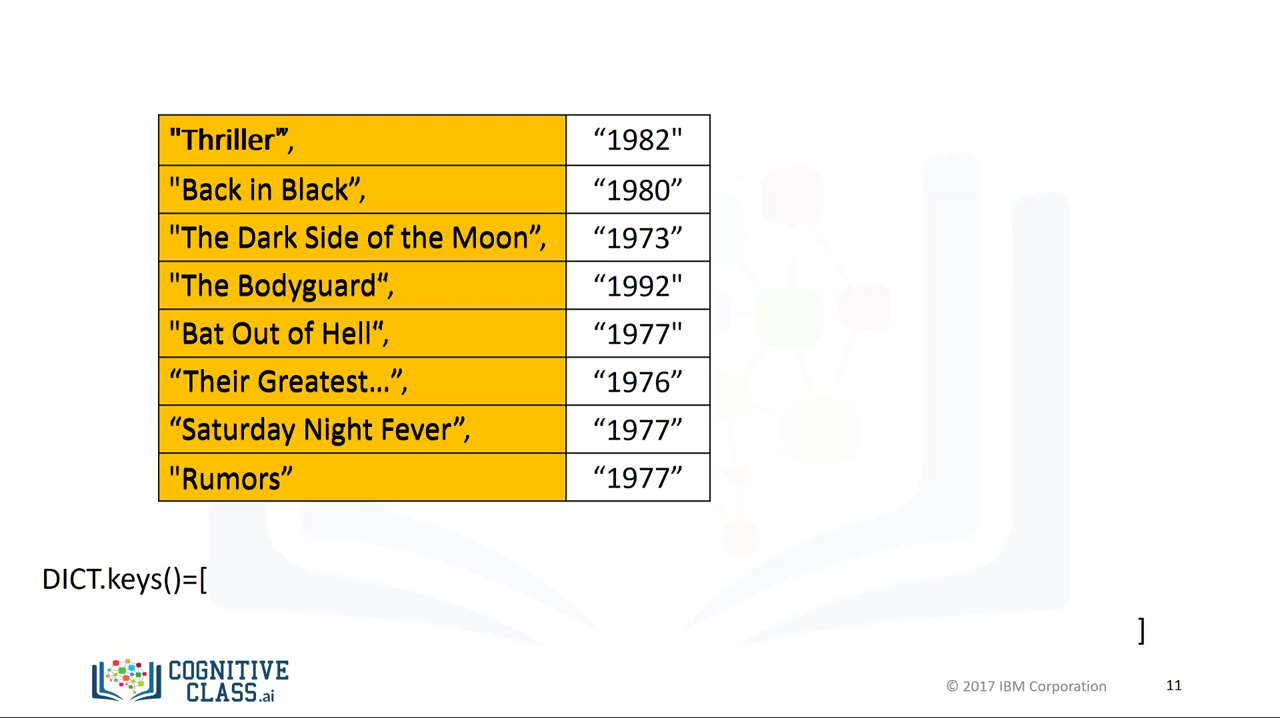 "Thriller”, “1982"
"Back in Black”, “1980”
"The Dark Side of the Moon”, “1973”
"The Bodyguard“, “1992"
"Bat Out of Hell“, “1977"
“Their Greatest...”, “1976”
“Saturday Night Fever”, “1977”
"Rumors” “1977”
DICT.keys()=[
]
COGNITIVE
CLASS.ai
© 2017 IBM Corporation 11